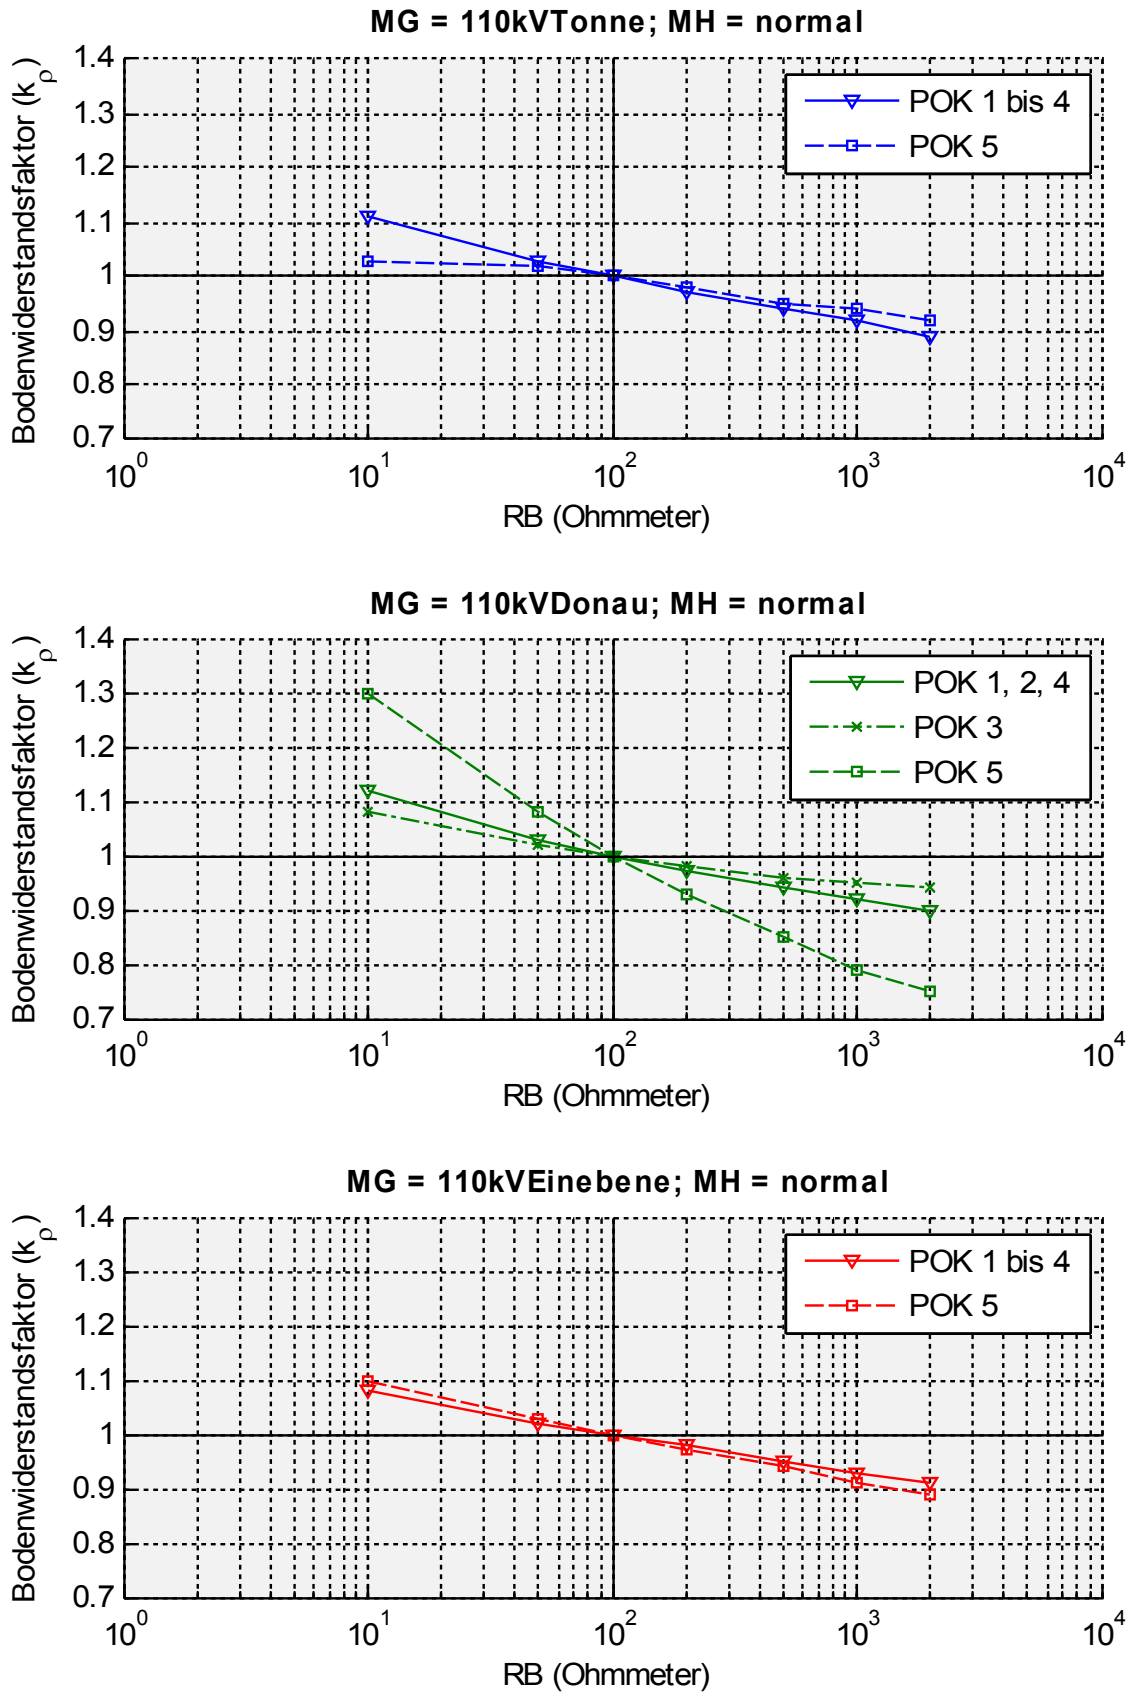 MG = 110kVTonne; MH = normal
Bodenwiderstandsfaktor (kρ)
1.4
1.3
1.2
1.1
1
0.9
0.8
0.7
POK 1 bis 4
POK 5
10^0 10^1 10^2 10^3 10^4
RB (Ohmmeter)
MG = 110kVDonau; MH = normal
Bodenwiderstandsfaktor (kρ)
1.4
1.3
1.2
1.1
1
0.9
0.8
0.7
POK 1, 2, 4
POK 3
POK 5
10^0 10^1 10^2 10^3 10^4
RB (Ohmmeter)
MG = 110kVEinebene; MH = normal
Bodenwiderstandsfaktor (kρ)
1.4
1.3
1.2
1.1
1
0.9
0.8
0.7
POK 1 bis 4
POK 5
10^0 10^1 10^2 10^3 10^4
RB (Ohmmeter)